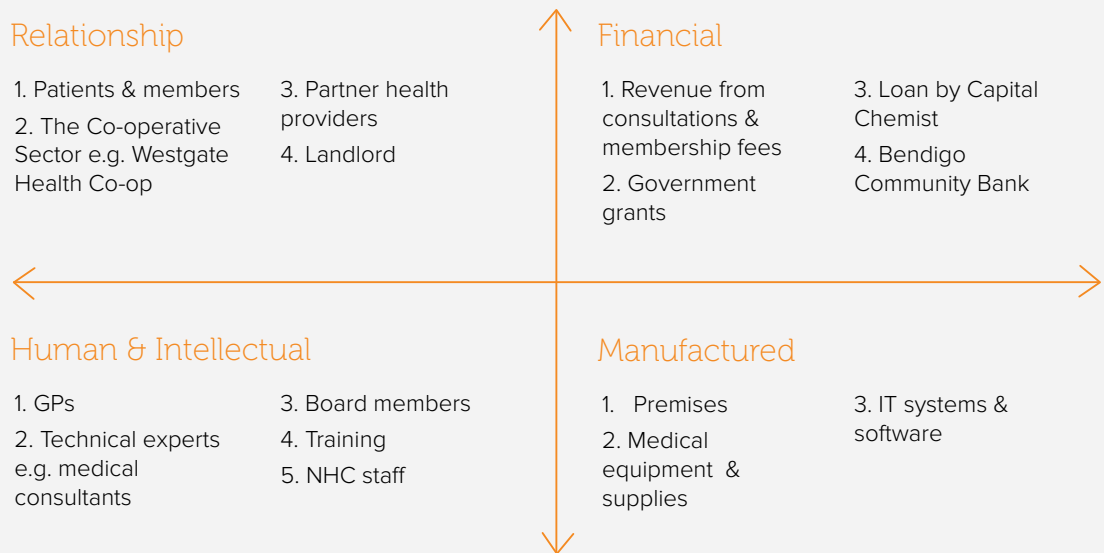 Relationship
1. Patients & members
2. The Co-operative
Sector e.g. Westgate
Health Co-op
3. Partner health
providers
4. Landlord
Financial
1. Revenue from
consultations &
membership fees
2. Government
grants
3. Loan by Capital
Chemist
4. Bendigo
Community Bank
Human & Intellectual
1. GPs
2. Technical experts
e.g. medical
consultants
3. Board members
4. Training
5. NHC staff
Manufactured
1. Premises
2. Medical
equipment &
supplies
3. IT systems &
software